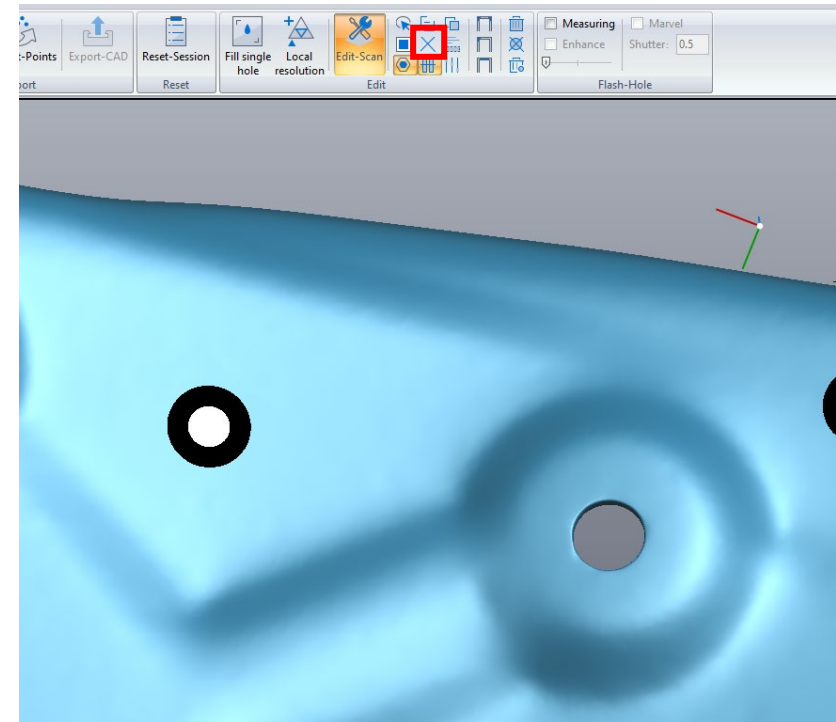 :-Points
Export-CAD
ort
Reset-Session
Reset
Fill single
hole
Local
resolution
Edit-Scan
Edit
Measuring
Marvel
Enhance
Shutter:
0.5
Flash-Hole